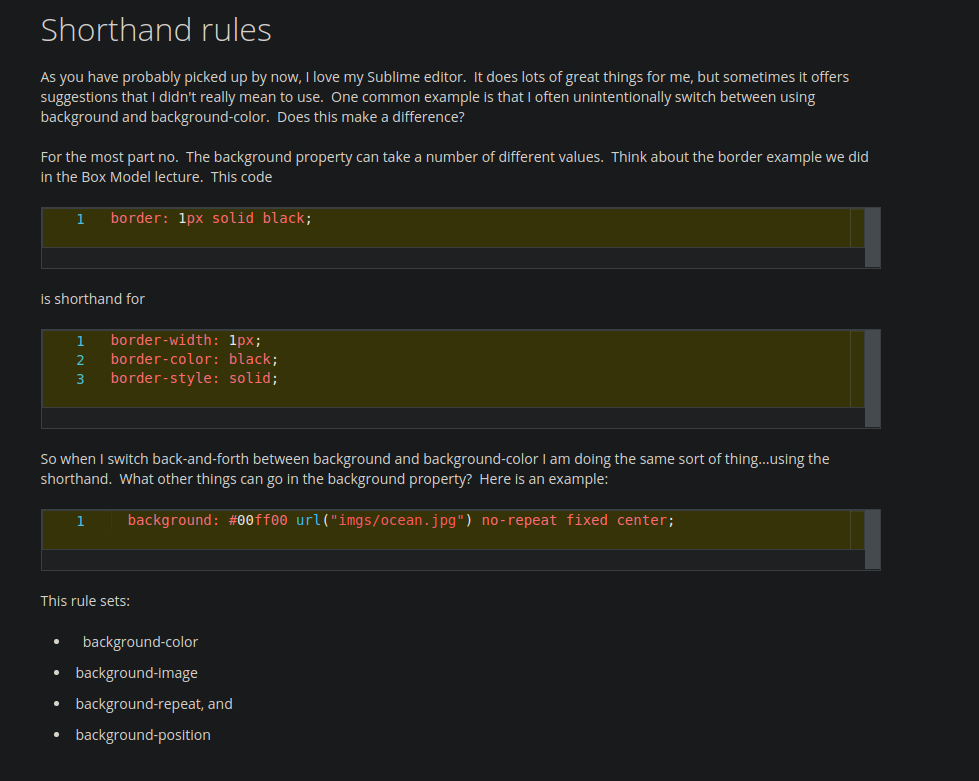 Shorthand rules
As you have probably picked up by now, I love my Sublime editor.  It does lots of great things for me, but sometimes it offers
suggestions that I didn't really mean to use.  One common example is that I often unintentionally switch between using
background and background-color.  Does this make a difference?
For the most part no.  The background property can take a number of different values.  Think about the border example we did
in the Box Model lecture.  This code
1 border: 1px solid black;
is shorthand for
1 border-width: 1px;
2 border-color: black;
3 border-style: solid;
So when I switch back-and-forth between background and background-color I am doing the same sort of thing...using the
shorthand.  What other things can go in the background property?  Here is an example:
1 background: #00ff00 url("imgs/ocean.jpg") no-repeat fixed center;
This rule sets:
• background-color
• background-image
• background-repeat, and
• background-position